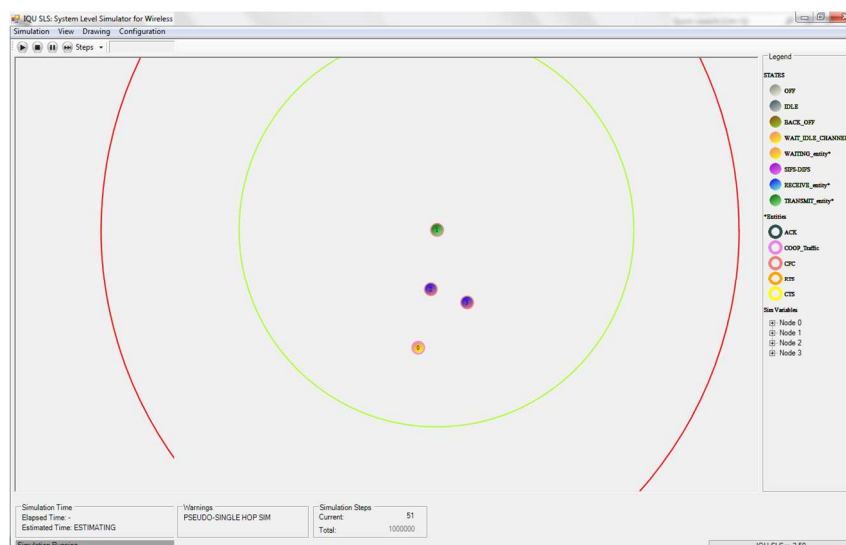 IQU SLS: System Level Simulator for Wireless
Simulation View Drawing Configuration
Steps
Legend
STATES
OFF
IDLE
BACK_OFF
WAIT_IDLE_CHANNEL
WAITING_entity*
SIFS-DIFS
RECEIVE_entity*
TRANSMIT_entity*
*Entities
ACK
COOP_Traffic
CFC
RTS
CTS
Sim Variables
Node 0
Node 1
Node 2
Node 3
0
Simulation Time
Elapsed Time: -
Estimated Time: ESTIMATING
Warnings
PSEUDO-SINGLE HOP SIM
Simulation Steps
Current: 51
Total: 1000000
Simulation Running